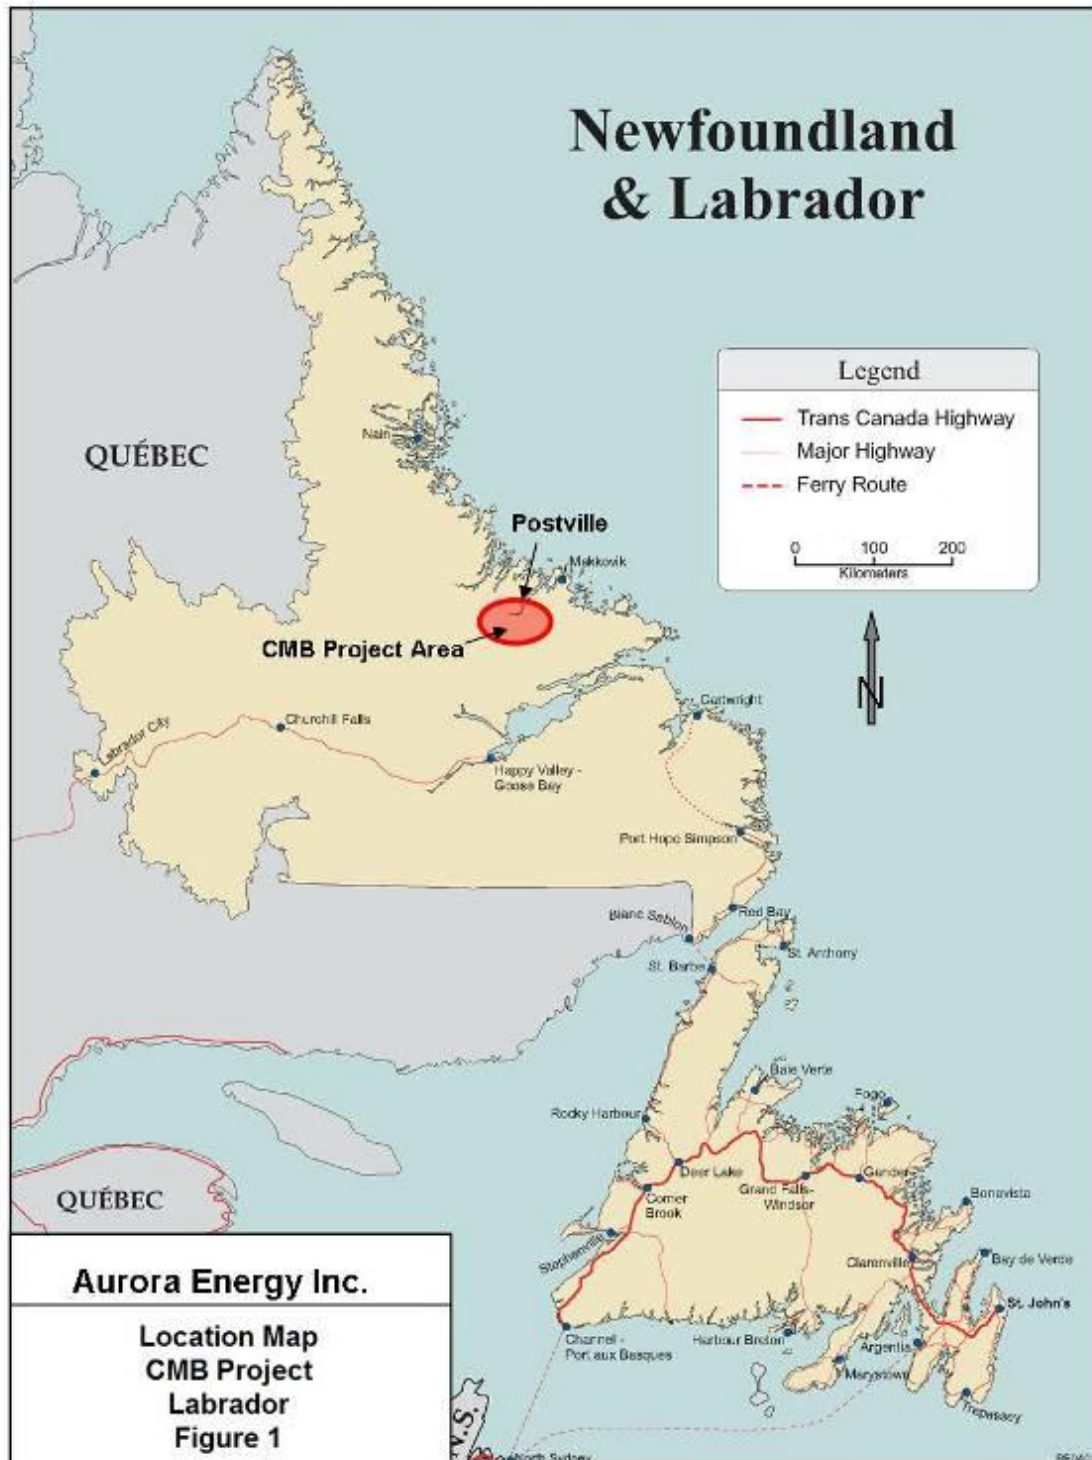 Newfoundland
& Labrador
QUÉBEC
Legend
Trans Canada Highway
Major Highway
Ferry Route
0 100 200
Kilometers
N
Nain
Postville
Makkovik
CMB Project Area
Cartwright
Labrador City
Churchill Falls
Happy Valley -
Goose Bay
Port Hope Simpson
Blanc Sablon
Red Bay
St. Barbe
St. Anthony
Baie Verte
Fogo
Rocky Harbour
Deer Lake
Grand Falls-
Windsor
Gander
Corner
Brook
Bonavista
QUÉBEC
Stephenville
Clarenville
Bay de Verde
St. John's
Channel -
Port aux Basques
Harbour Breton
Argentia
Marystown
Trepassey
N.S.
North Sydney
Aurora Energy Inc.
Location Map
CMB Project
Labrador
Figure 1